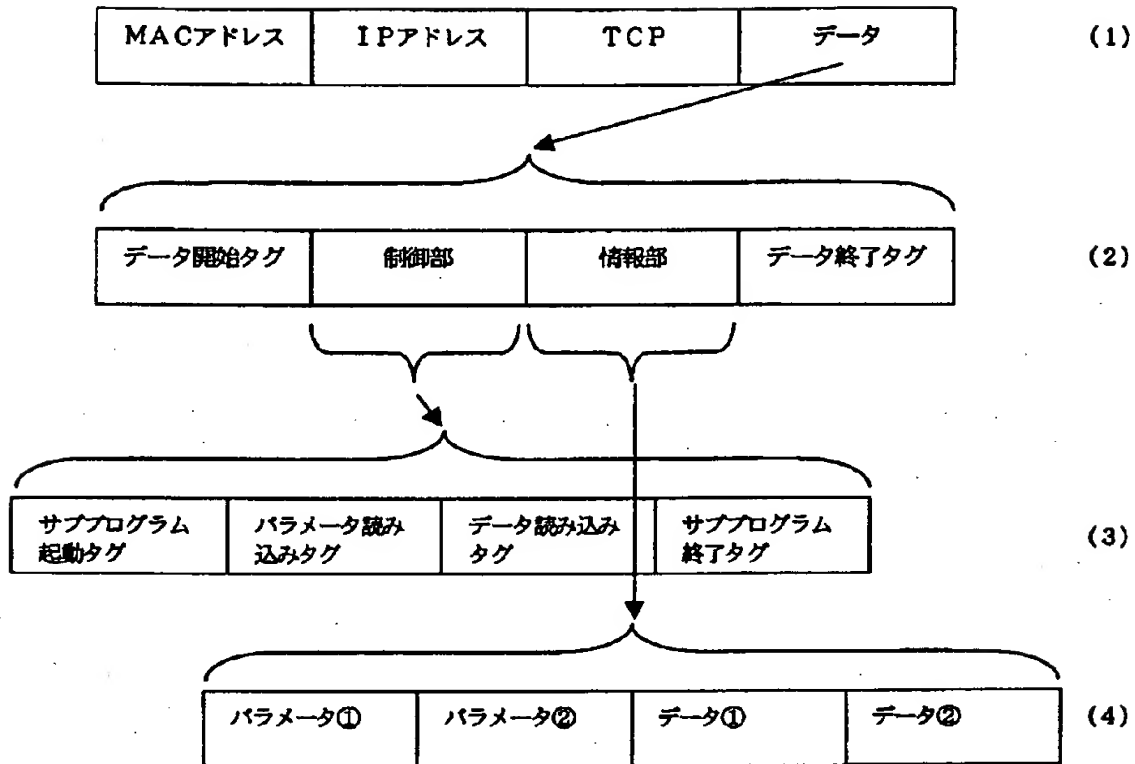 MACアドレス IPアドレス TCP データ (1)
データ開始タグ 制御部 情報部 データ終了タグ (2)
サブプログラム
起動タグ
パラメータ読み
込みタグ
データ読み込み
タグ
サブプログラム
終了タグ
(3)
パラメータ① パラメータ② データ① データ② (4)